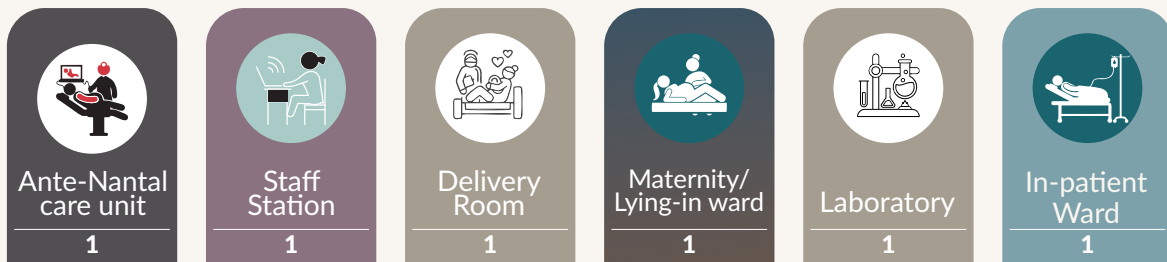 Ante-Nantal
care unit
1
Staff
Station
1
Delivery
Room
1
Maternity/
Lying-in ward
1
Laboratory
1
In-patient
Ward
1